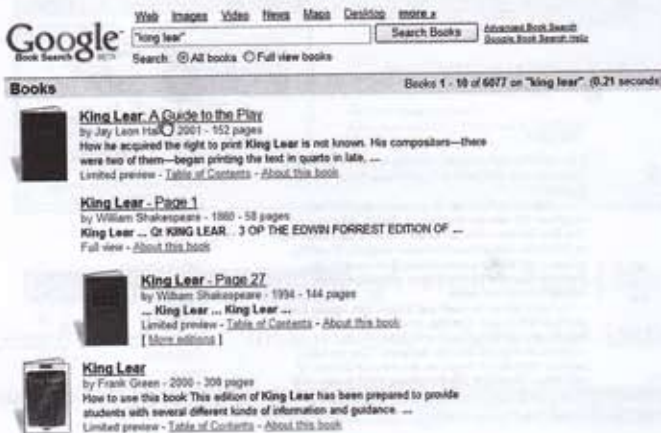 Web Images Video News Maps Desktop more »
Google
Book Search BETA
"king lear" Search Books
Advanced Book Search
Google Book Search Help
Search: All books Full view books
Books Books 1 - 10 of 6077 on "king lear". (0.21 seconds
King Lear: A Guide to the Play
by Jay Leon Hal 2001 - 152 pages
How he acquired the right to print King Lear is not known. His compositors—there
were two of them—began printing the text in quarto in late, ...
Limited preview - Table of Contents - About this book
King Lear - Page 1
by William Shakespeare - 1860 - 58 pages
King Lear ... Qt KING LEAR. . 3 OP THE EDWIN FORREST EDITION OF ...
Full view - About this book
King Lear - Page 27
by William Shakespeare - 1994 - 144 pages
... King Lear ... King Lear ...
Limited preview - Table of Contents - About this book
[ More editions ]
King Lear
by Frank Green - 2000 - 308 pages
How to use this book This edition of King Lear has been prepared to provide
students with several different kinds of information and guidance. ...
Limited preview - Table of Contents - About this book